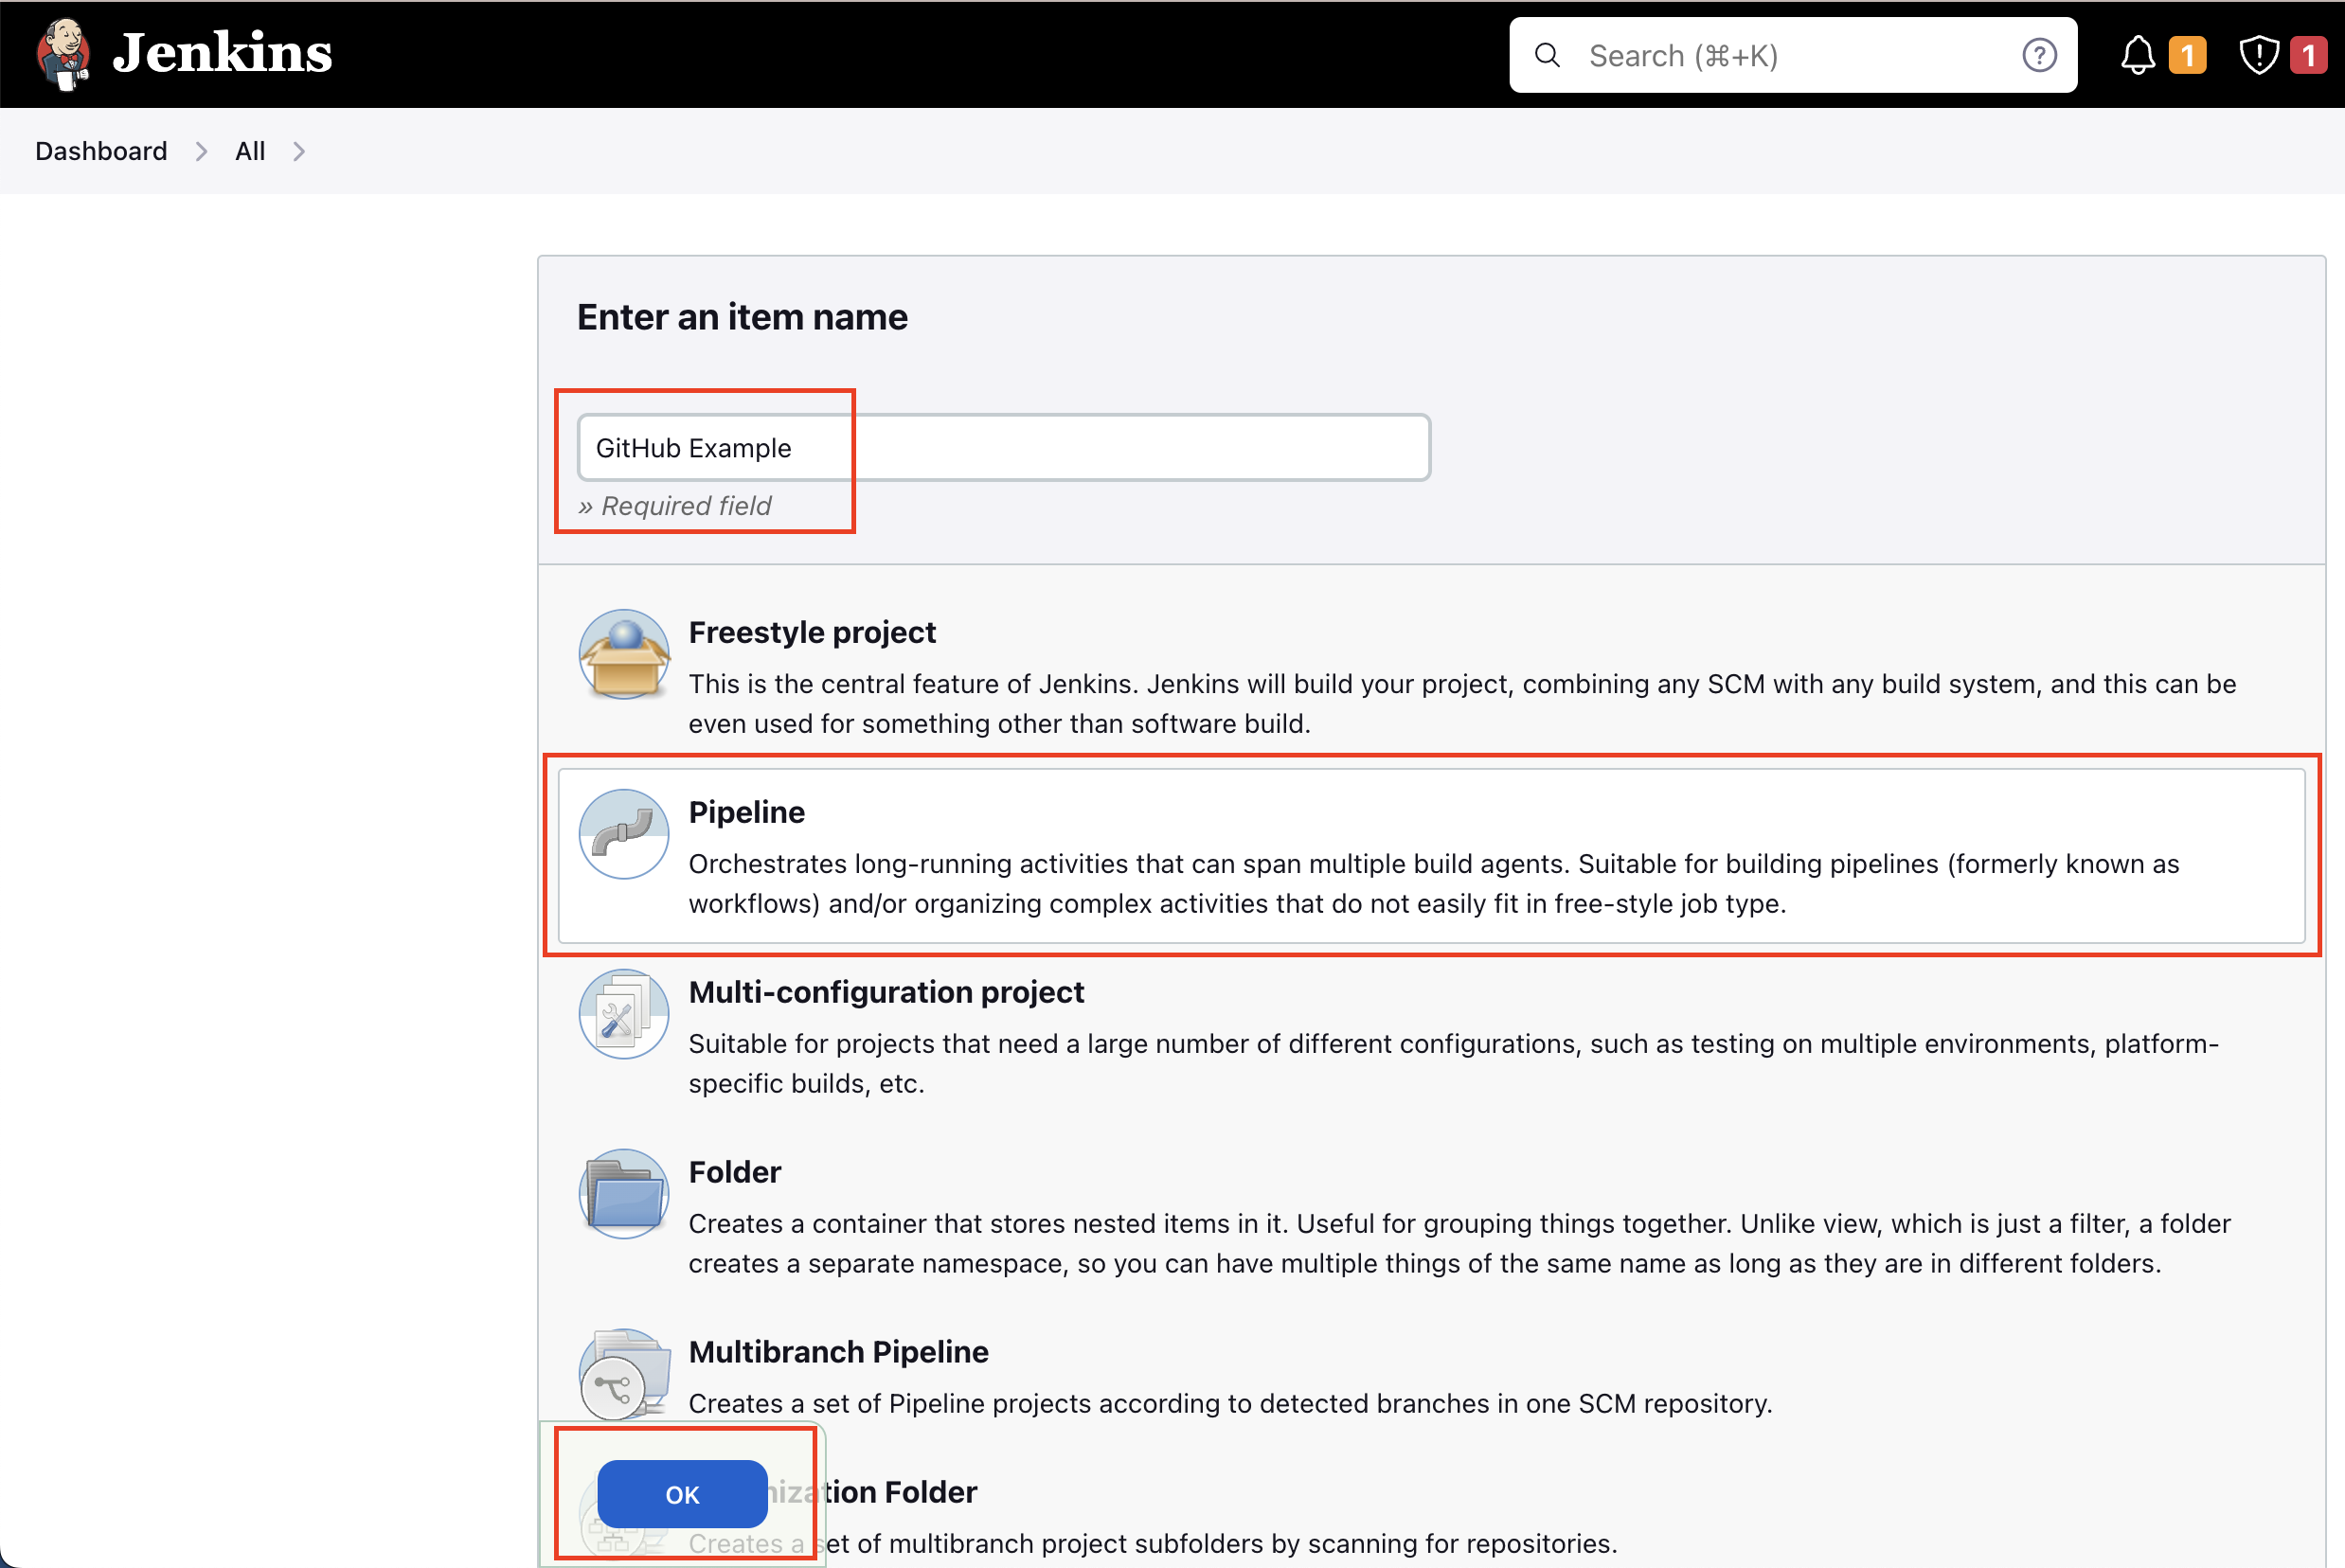 Jenkins
Search (⌘+K)
1
1
Dashboard
All
Enter an item name
GitHub Example
» Required field
Freestyle project
This is the central feature of Jenkins. Jenkins will build your project, combining any SCM with any build system, and this can be
even used for something other than software build.
Pipeline
Orchestrates long-running activities that can span multiple build agents. Suitable for building pipelines (formerly known as
workflows) and/or organizing complex activities that do not easily fit in free-style job type.
Multi-configuration project
Suitable for projects that need a large number of different configurations, such as testing on multiple environments, platform-
specific builds, etc.
Folder
Creates a container that stores nested items in it. Useful for grouping things together. Unlike view, which is just a filter, a folder
creates a separate namespace, so you can have multiple things of the same name as long as they are in different folders.
Multibranch Pipeline
Creates a set of Pipeline projects according to detected branches in one SCM repository.
OK
Folder
Creates a set of multibranch project subfolders by scanning for repositories.